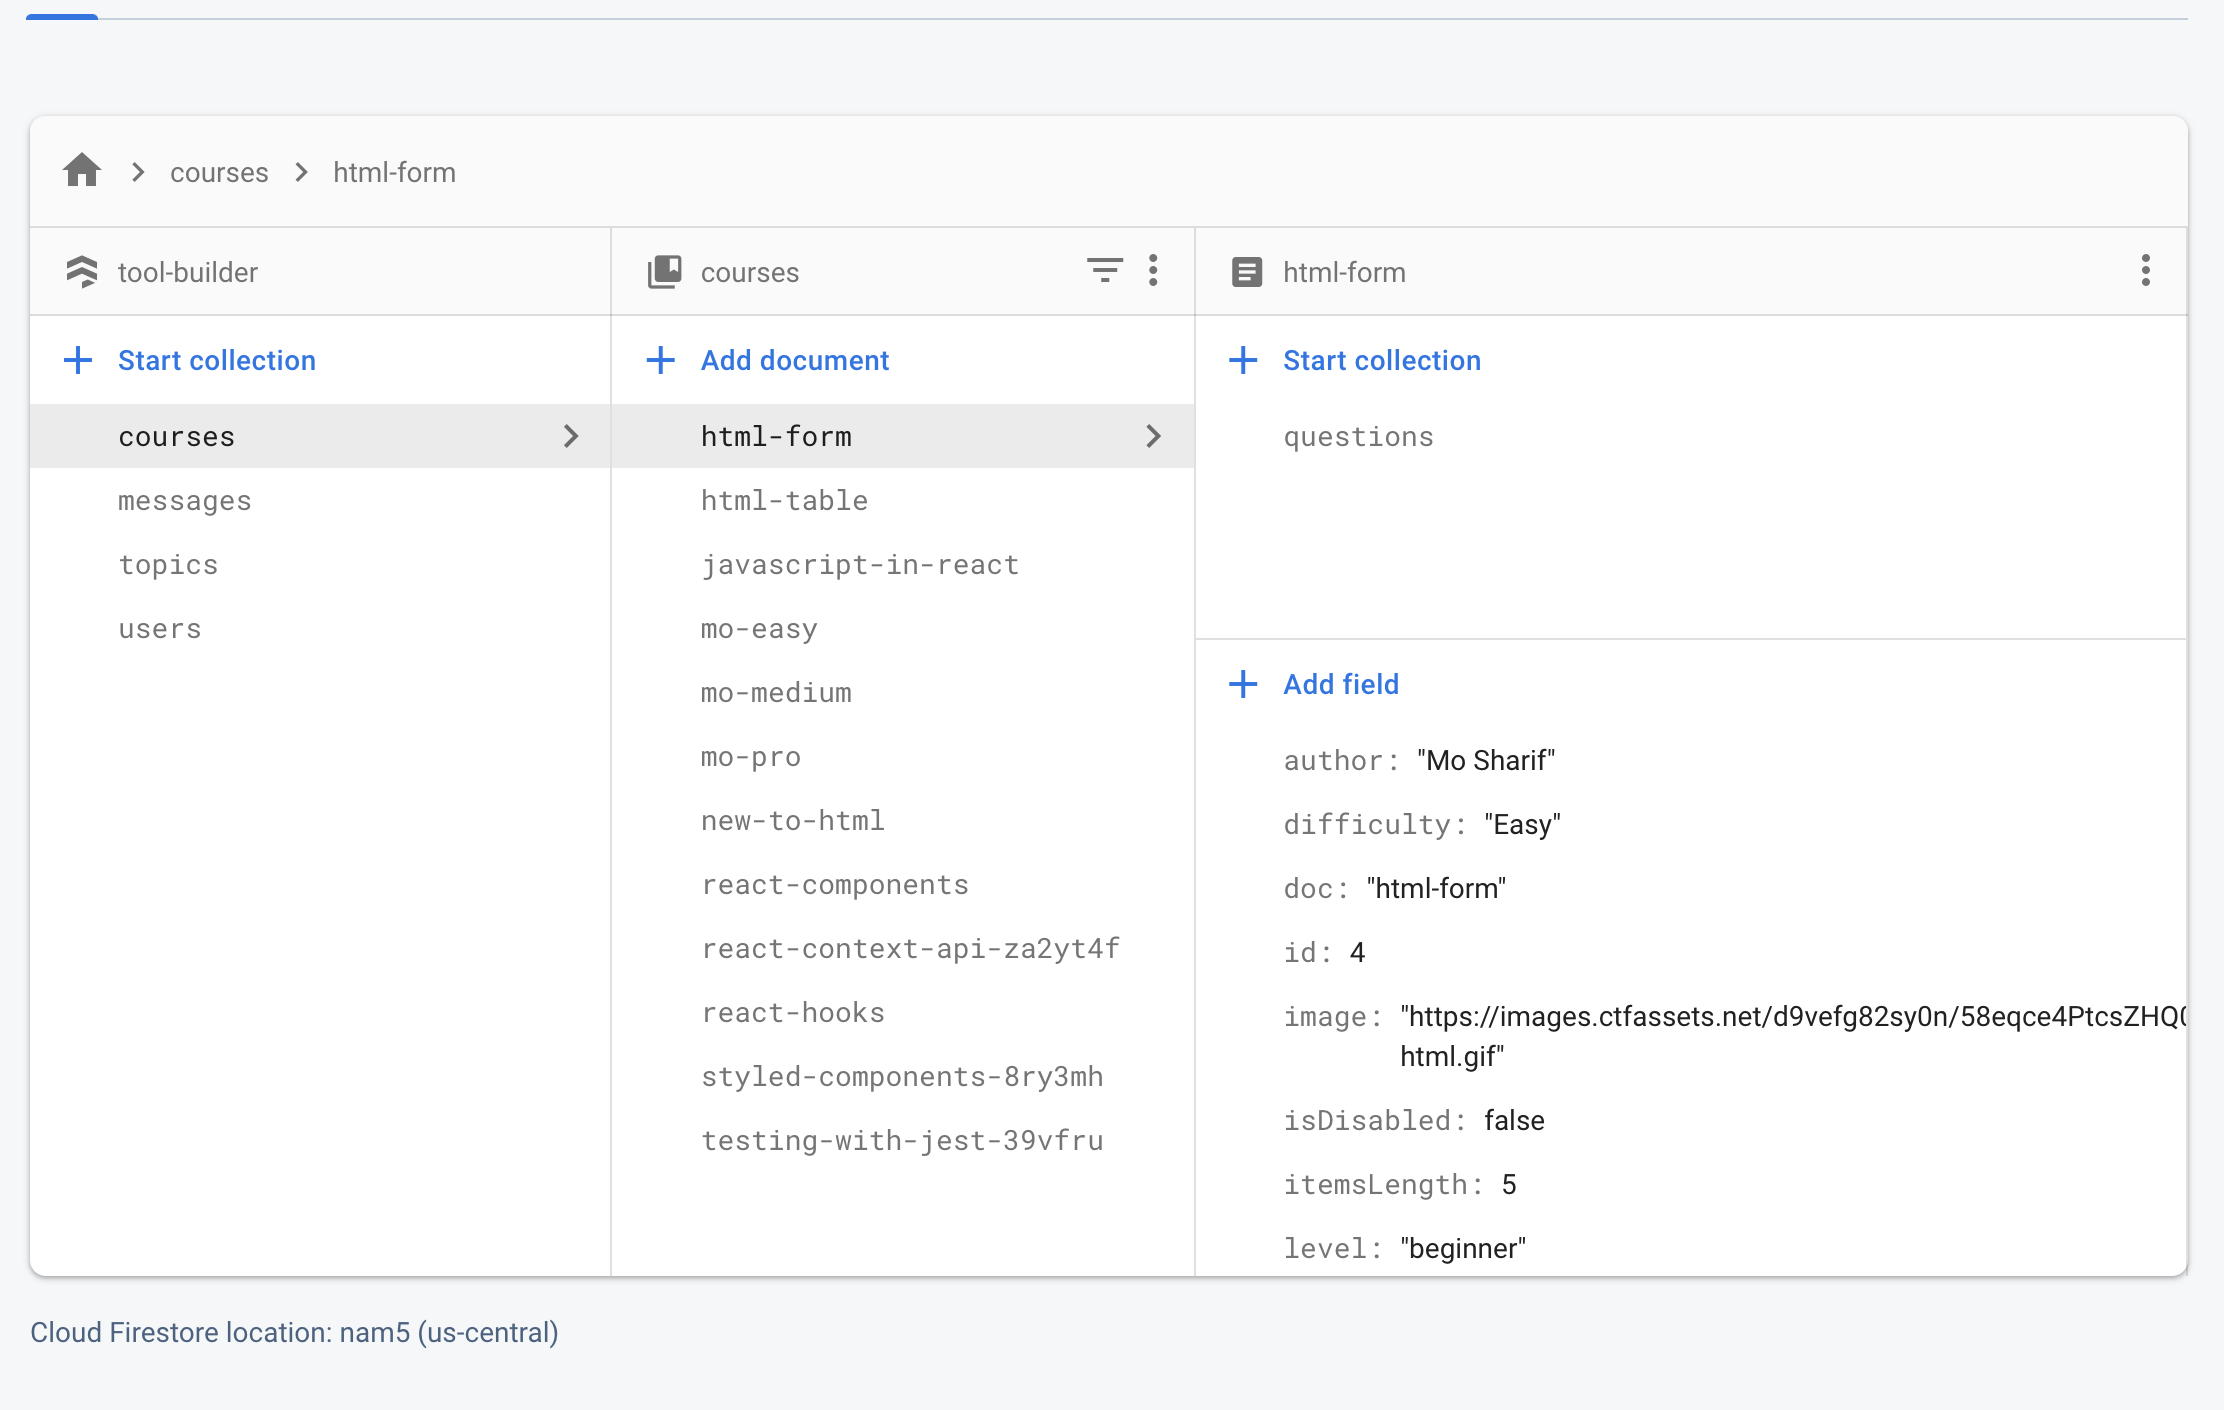 courses > html-form
tool-builder
Start collection
courses
messages
topics
users
courses
Add document
html-form
html-table
javascript-in-react
mo-easy
mo-medium
mo-pro
new-to-html
react-components
react-context-api-za2yt4f
react-hooks
styled-components-8ry3mh
testing-with-jest-39vfru
html-form
Start collection
questions
Add field
author: "Mo Sharif"
difficulty: "Easy"
doc: "html-form"
id: 4
image: "https://images.ctfassets.net/d9vefg82sy0n/58eqce4PtcsZHQ
html.gif"
isDisabled: false
itemsLength: 5
level: "beginner"
Cloud Firestore location: nam5 (us-central)